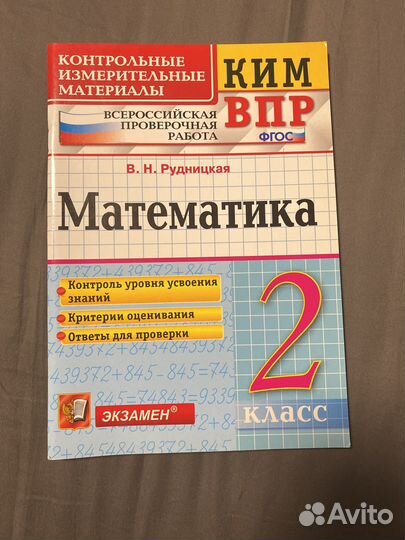 КОНТРОЛЬНЫЕ
ИЗМЕРИТЕЛЬНЫЕ
МАТЕРИАЛЫ
КИМ
ВСЕРОССИЙСКАЯ
ПРОВЕРОЧНАЯ
РАБОТА
ВПР
ФГОС
В. Н. Рудницкая
Математика
Контроль уровня усвоения
знаний
Критерии оценивания
Ответы для проверки
2
КЛАСС
ЭКЗАМЕН®
Avito